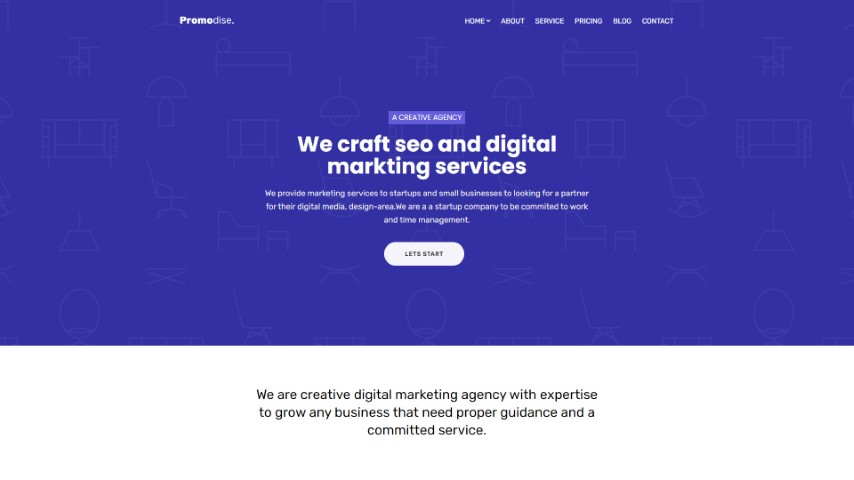 Promodise.
HOME ABOUT SERVICE PRICING BLOG CONTACT
A CREATIVE AGENCY
We craft seo and digital
markting services
We provide marketing services to startups and small businesses to looking for a partner
for their digital media, design-area.We are a a startup company to be commited to work
and time management.
LETS START
We are creative digital marketing agency with expertise
to grow any business that need proper guidance and a
committed service.